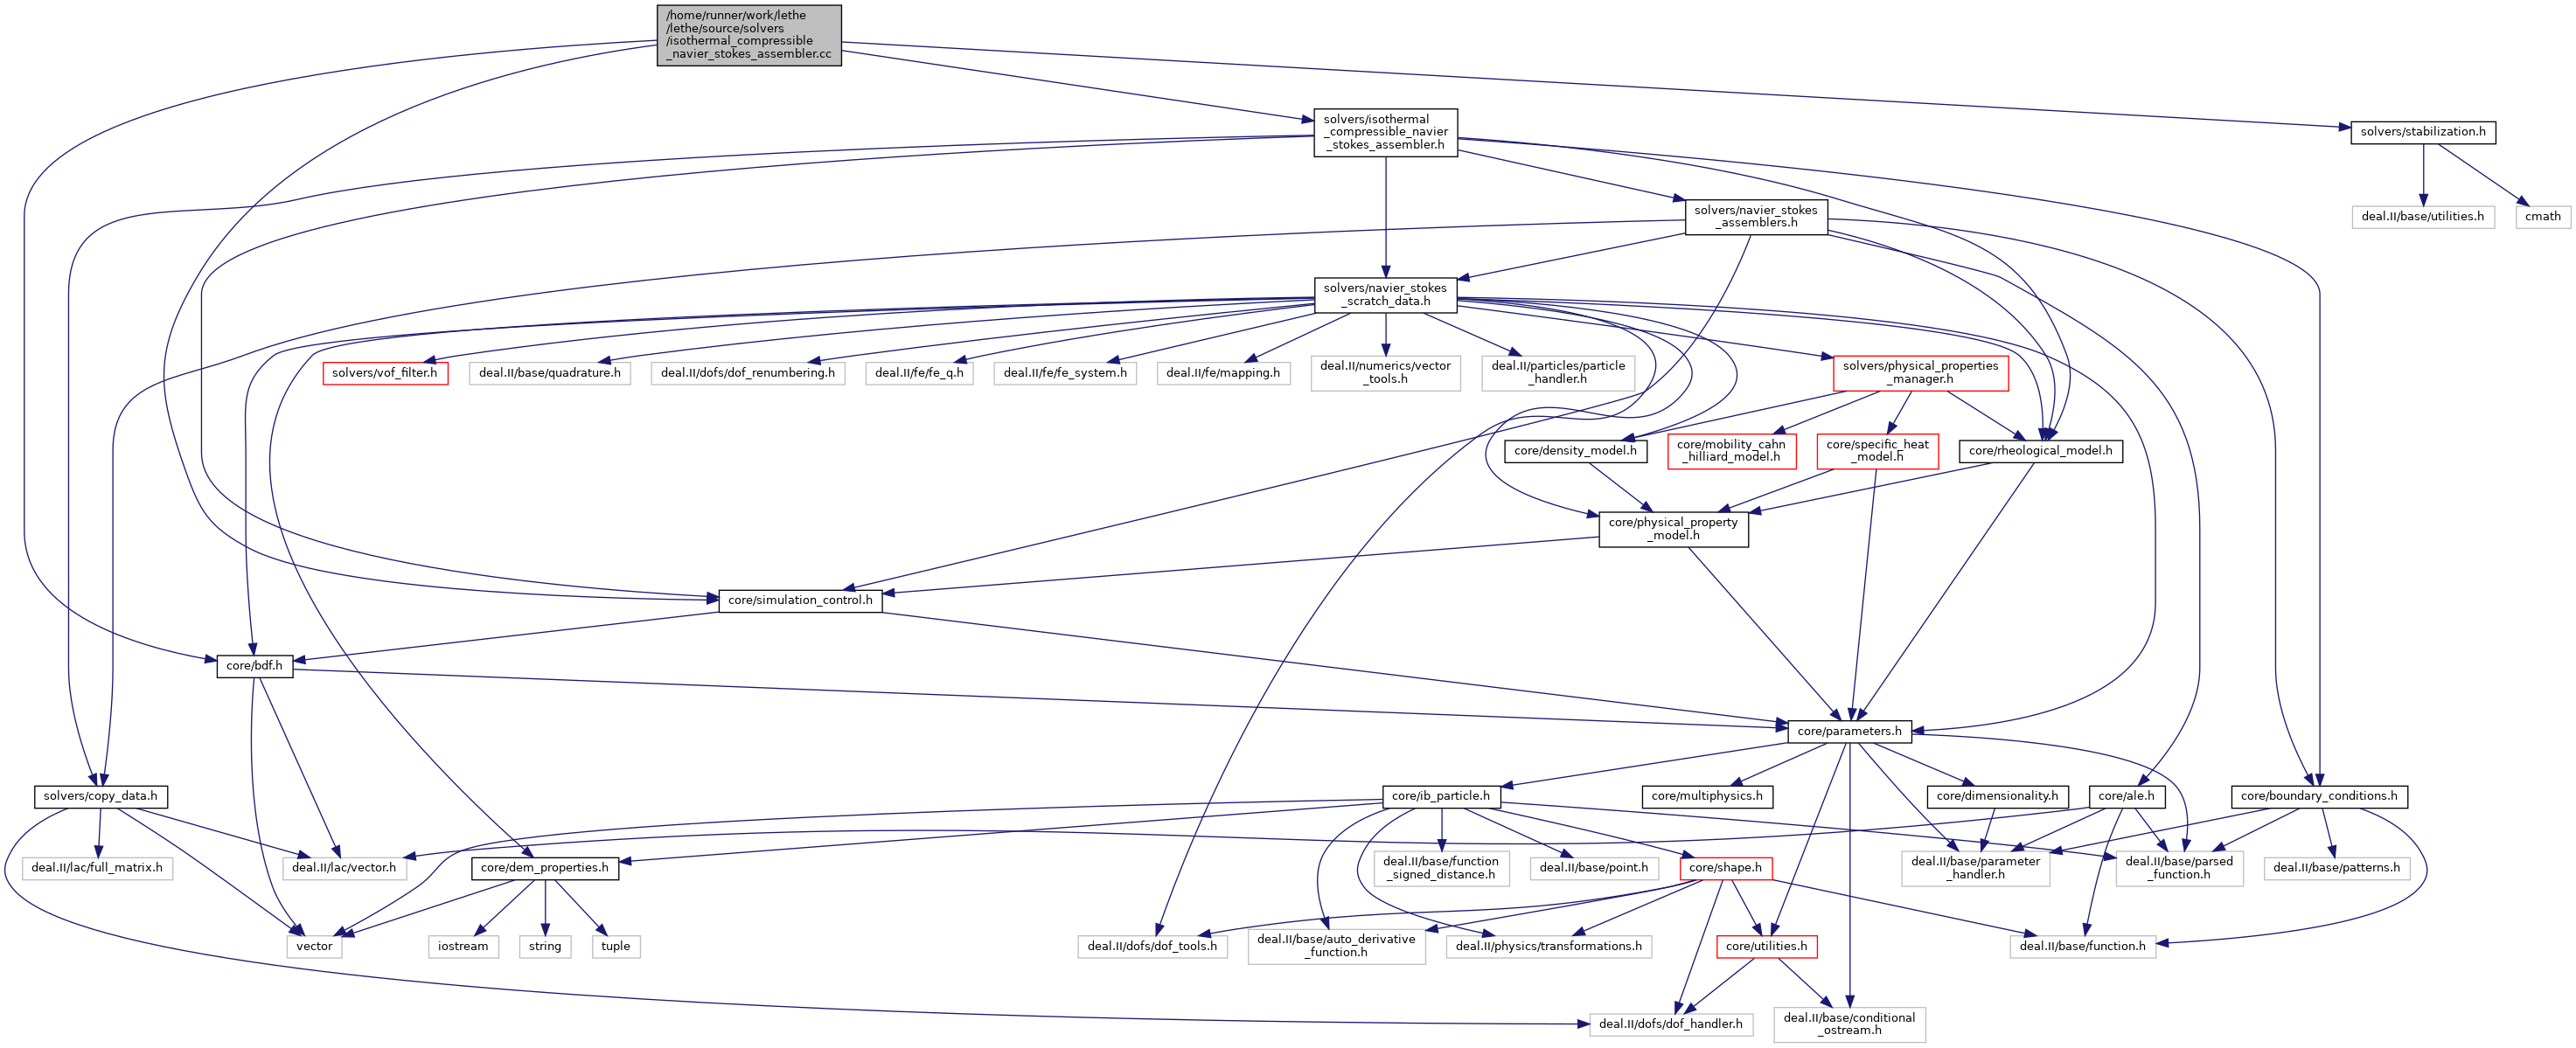 /home/runner/work/lethe
/lethe/source/solvers
/isothermal_compressible
_navier_stokes_assembler.cc
solvers/isothermal
_compressible_navier
_stokes_assembler.h
solvers/stabilization.h
solvers/navier_stokes
_assemblers.h
deal.II/base/utilities.h
cmath
solvers/navier_stokes
_scratch_data.h
solvers/vof_filter.h
deal.II/base/quadrature.h
deal.II/dofs/dof_renumbering.h
deal.II/fe/fe_q.h
deal.II/fe/fe_system.h
deal.II/fe/mapping.h
deal.II/numerics/vector
_tools.h
deal.II/particles/particle
_handler.h
solvers/physical_properties
_manager.h
core/density_model.h
core/mobility_cahn
_hilliard_model.h
core/specific_heat
_model.h
core/rheological_model.h
core/physical_property
_model.h
core/simulation_control.h
core/bdf.h
core/parameters.h
solvers/copy_data.h
core/ib_particle.h
core/multiphysics.h
core/dimensionality.h
core/ale.h
core/boundary_conditions.h
deal.II/lac/full_matrix.h
deal.II/lac/vector.h
core/dem_properties.h
deal.II/base/function
_signed_distance.h
deal.II/base/point.h
core/shape.h
deal.II/base/parameter
_handler.h
deal.II/base/parsed
_function.h
deal.II/base/patterns.h
vector
iostream
string
tuple
deal.II/dofs/dof_tools.h
deal.II/base/auto_derivative
_function.h
deal.II/physics/transformations.h
core/utilities.h
deal.II/base/function.h
deal.II/dofs/dof_handler.h
deal.II/base/conditional
_ostream.h